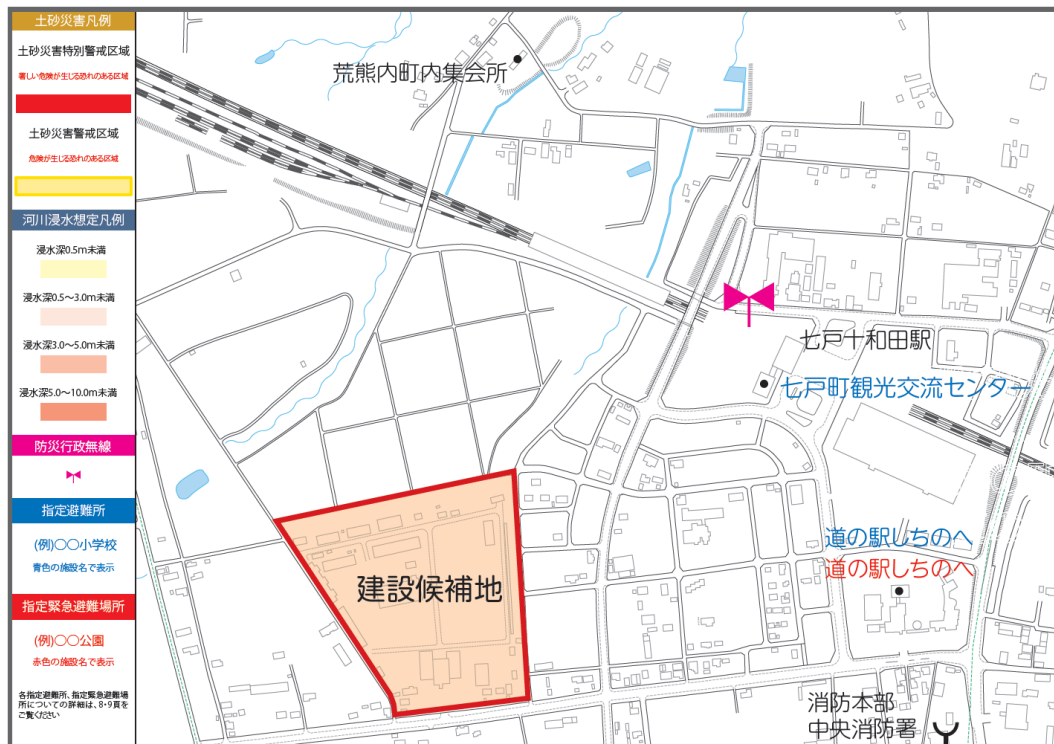 土砂災害凡例
土砂災害特別警戒区域
著しい危険が生じる恐れのある区域
土砂災害警戒区域
危険が生じる恐れのある区域
河川浸水想定凡例
浸水深0.5m未満
浸水深0.5～3.0m未満
浸水深3.0～5.0m未満
浸水深5.0～10.0m未満
防災行政無線
指定避難所
(例)〇〇小学校
青色の施設名で表示
指定緊急避難場所
(例)〇〇公園
赤色の施設名で表示
各指定避難所、指定緊急避難場
所についての詳細は、8・9頁を
ご覧ください
荒熊内町内集会所
七戸十和田駅
七戸町観光交流センター
道の駅しちのへ
道の駅しちのへ
建設候補地
消防本部
中央消防署